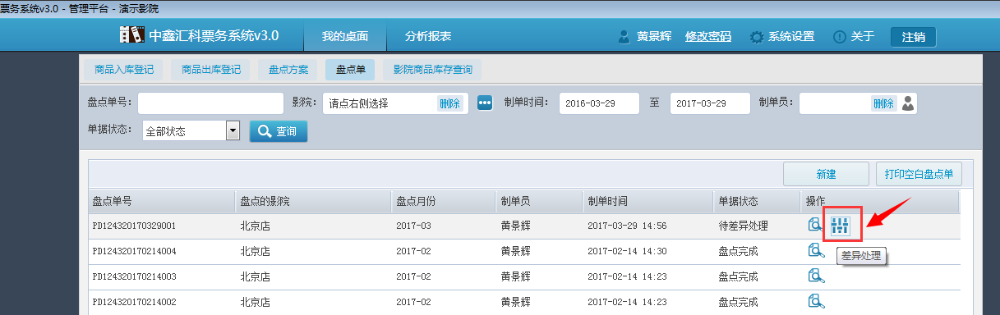 票务系统v3.0 - 管理平台 - 演示影院
中鑫汇科票务系统v3.0 我的桌面 分析报表 黄景辉 修改密码 系统设置 关于 注销
商品入库登记 商品出库登记 盘点方案 盘点单 影院商品库存查询
盘点单号: 影院: 请点右侧选择 删除 制单时间: 2016-03-29 至 2017-03-29 制单员: 删除
单据状态: 全部状态 查询
新建 打印空白盘点单
盘点单号 盘点的影院 盘点月份 制单员 制单时间 单据状态 操作
PD124320170329001 北京店 2017-03 黄景辉 2017-03-29 14:56 待差异处理
PD124320170214004 北京店 2017-02 黄景辉 2017-02-14 14:30 盘点完成
差异处理
PD124320170214003 北京店 2017-02 黄景辉 2017-02-14 14:23 盘点完成
PD124320170214002 北京店 2017-02 黄景辉 2017-02-14 14:23 盘点完成